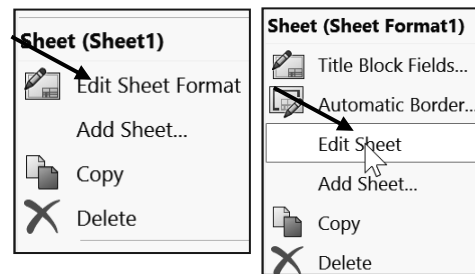 Sheet (Sheet1)
Edit Sheet Format
Add Sheet...
Copy
Delete
Sheet (Sheet Format1)
Title Block Fields...
Automatic Border...
Edit Sheet
Add Sheet...
Copy
Delete